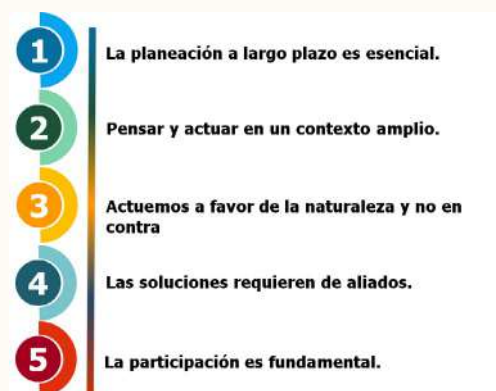 1
La planeación a largo plazo es esencial.
2
Pensar y actuar en un contexto amplio.
3
Actuemos a favor de la naturaleza y no en
contra
4
Las soluciones requieren de aliados.
5
La participación es fundamental.